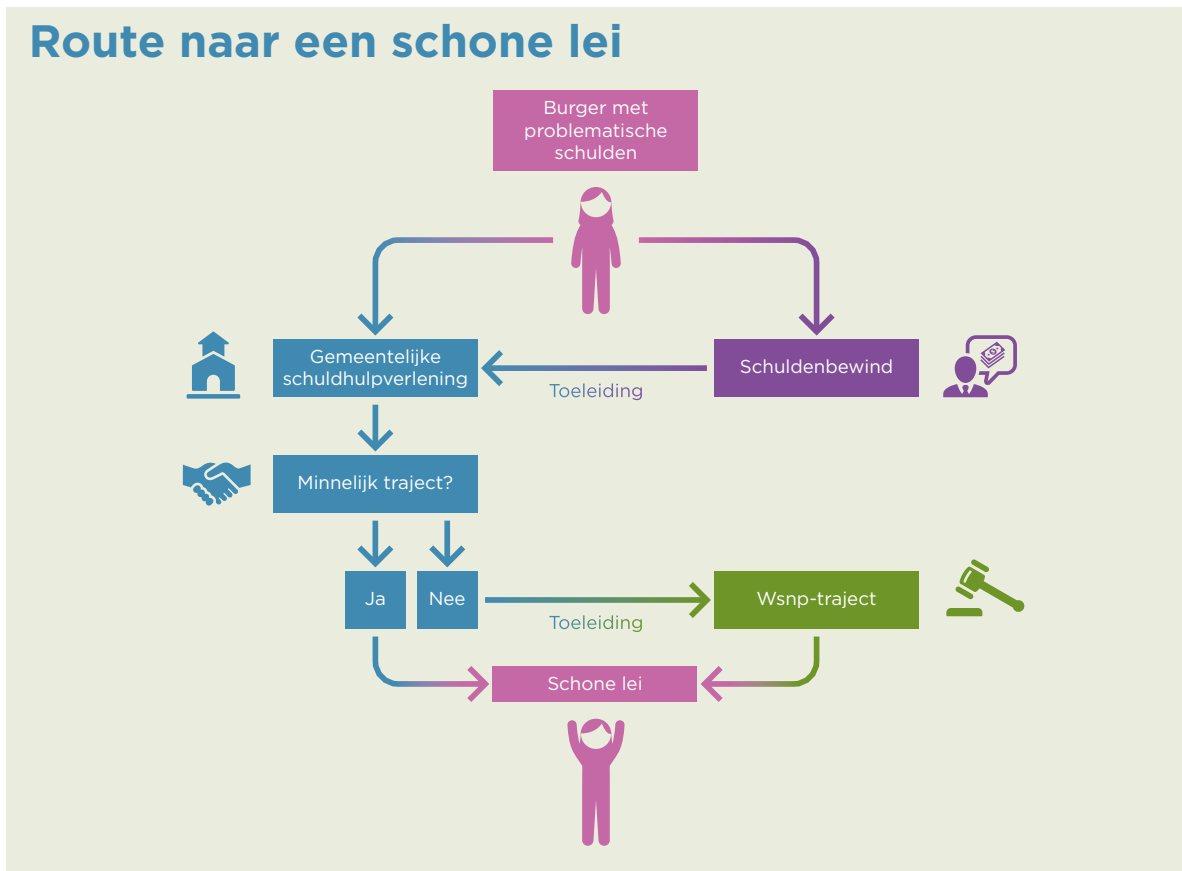 Route naar een schone lei
Burger met
problematische
schulden
Gemeentelijke
schuldhulpverlening
Toeleiding
Schuldenbewind
Minnelijk traject?
Ja
Nee
Toeleiding
Wsnp-traject
Schone lei